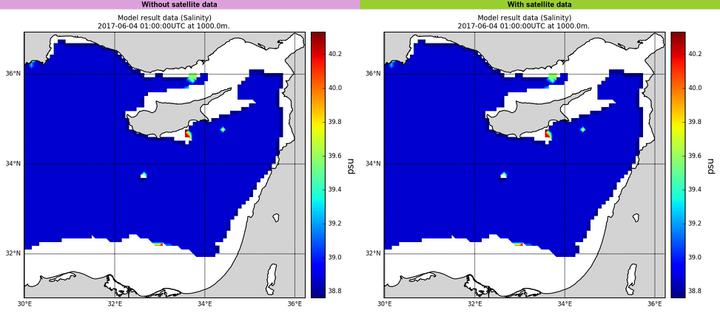 Without satellite data
With satellite data
Model result data (Salinity)
2017-06-04 01:00:00UTC at 1000.0m.
Model result data (Salinity)
2017-06-04 01:00:00UTC at 1000.0m.
36°N
34°N
32°N
30°E
32°E
34°E
36°E
40.2
40.0
39.8
39.6
39.4
39.2
39.0
38.8
psu
36°N
34°N
32°N
30°E
32°E
34°E
36°E
40.2
40.0
39.8
39.6
39.4
39.2
39.0
38.8
psu